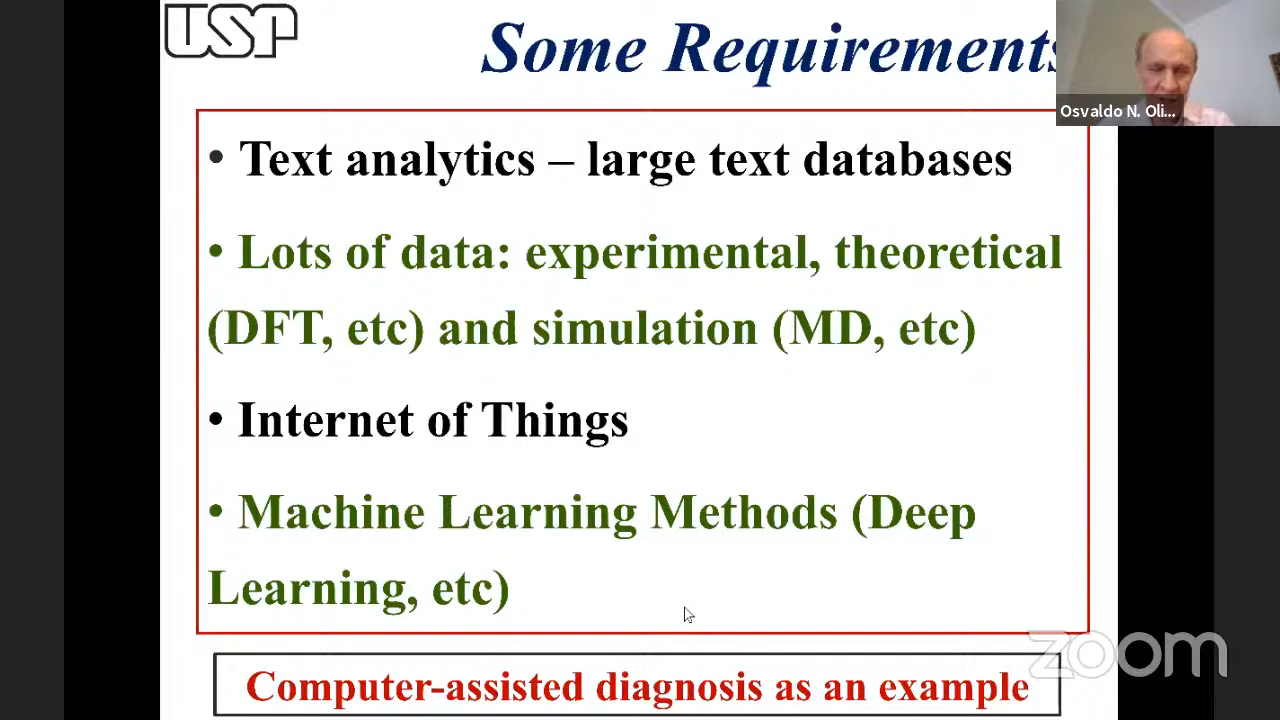 USP
Some Requirements
Osvaldo N. Oli...
• Text analytics – large text databases
• Lots of data: experimental, theoretical
(DFT, etc) and simulation (MD, etc)
• Internet of Things
• Machine Learning Methods (Deep
Learning, etc)
zoom
Computer-assisted diagnosis as an example